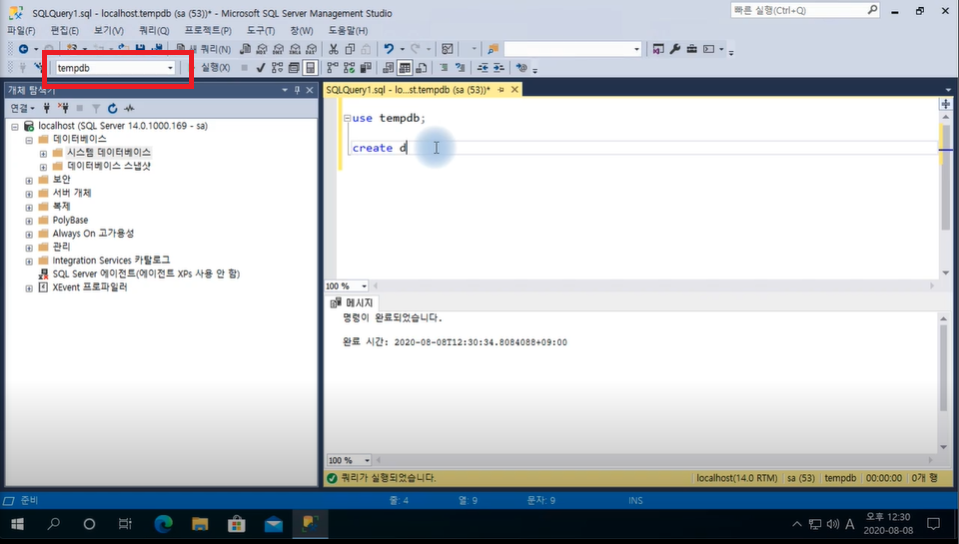 SQLQuery1.sql - localhost.tempdb (sa (53))* - Microsoft SQL Server Management Studio
빠른 실행(Ctrl+Q)
파일(F) 편집(E) 보기(V) 쿼리(Q) 프로젝트(P) 도구(T) 창(W) 도움말(H)
새 쿼리(N)
tempdb
실행(X)
개체 탐색기
SQLQuery1.sql - lo...st.tempdb (sa (53))*
연결
localhost (SQL Server 14.0.1000.169 - sa)
데이터베이스
시스템 데이터베이스
데이터베이스 스냅샷
보안
서버 개체
복제
PolyBase
Always On 고가용성
관리
Integration Services 카탈로그
SQL Server 에이전트(에이전트 XPs 사용 안 함)
XEvent 프로파일러
use tempdb;
create d
100 %
메시지
명령이 완료되었습니다.
완료 시간: 2020-08-08T12:30:34.8084088+09:00
100 %
쿼리가 실행되었습니다.
localhost(14.0 RTM) sa (53) tempdb 00:00:00 0개 행
준비
줄: 4 열: 9 문자: 9 INS
A
오후 12:30
2020-08-08